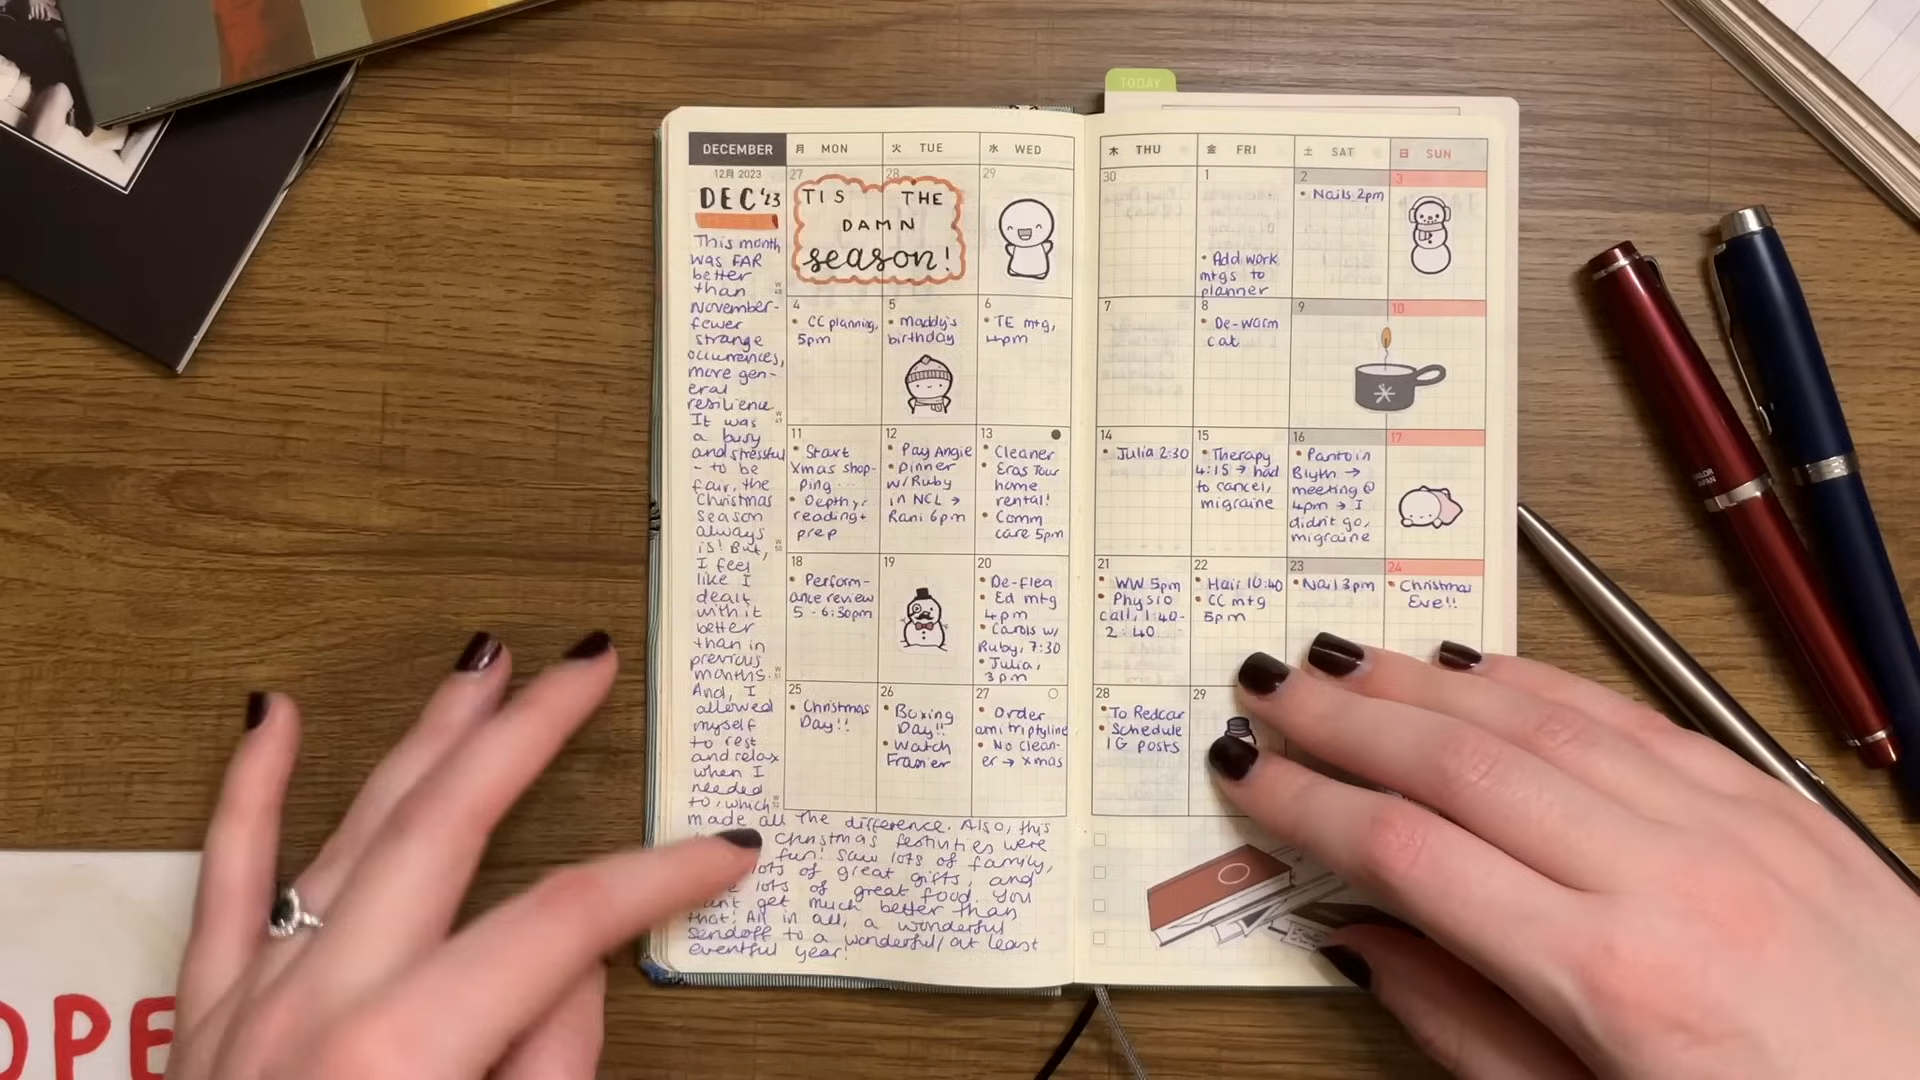 TODAY
DECEMBER
月 MON
火 TUE
水 WED
木 THU
金 FRI
土 SAT
日 SUN
12月 2023
DEC '23
This month
was FAR
better
than
November-
fewer
strange
occurrences,
more gen-
eral
resilience.
It was
a busy
and stressful
- to be
fair, the
Christmas
season
always
is! But,
I feel
like I
dealt
with it
better
than in
previous
months.
And, I
allowed
myself
to rest
and relax
when I
needed
to, which
made all the difference. Also, this
Christmas festivities were
fun! Saw lots of family,
lots of great gifts, and
lots of great food. You
get much better than
that! All in all, a wonderful
sendoff to a wonderful/at least
eventful year!
27
28
TIS THE
DAMN
season!
29
30
1
• Add work
mtgs to
planner
2
• Nails 2pm
3
4
• CC planning,
5pm
5
• Maddy's
birthday
6
• TE mtg,
4pm
7
8
• De-worm
cat
9
10
11
• Start
Xmas shop-
ping
• Depth
reading +
prep
12
• Pay Angie
• Dinner
w/Ruby
in NCL →
Rani 6pm
13
• Cleaner
• Eras Tour
home
rental!
• Comm
care 5pm
14
• Julia 2:30
15
• Therapy
4:15 → had
to cancel,
migraine
16
• Panto in
Blyth →
meeting @
4pm → I
didn't go,
migraine
17
18
• Perform-
ance review
5 - 6:30pm
19
20
• De-flea
• Ed mtg
4pm
• Carols w/
Ruby, 7:30
• Julia,
3pm
21
• WW 5pm
• Physio
call, 1:40-
2:40
22
• Hair 10:40
• CC mtg
5pm
23
• Nail 3pm
24
• Christmas
Eve!!
25
• Christmas
Day!!
26
• Boxing
Day!!
• Watch
Frasier
27
• Order
amitriptyline
• No clean-
er → xmas
28
• To Redcar
• Schedule
IG posts
29
OPE
SAILOR
JAPAN